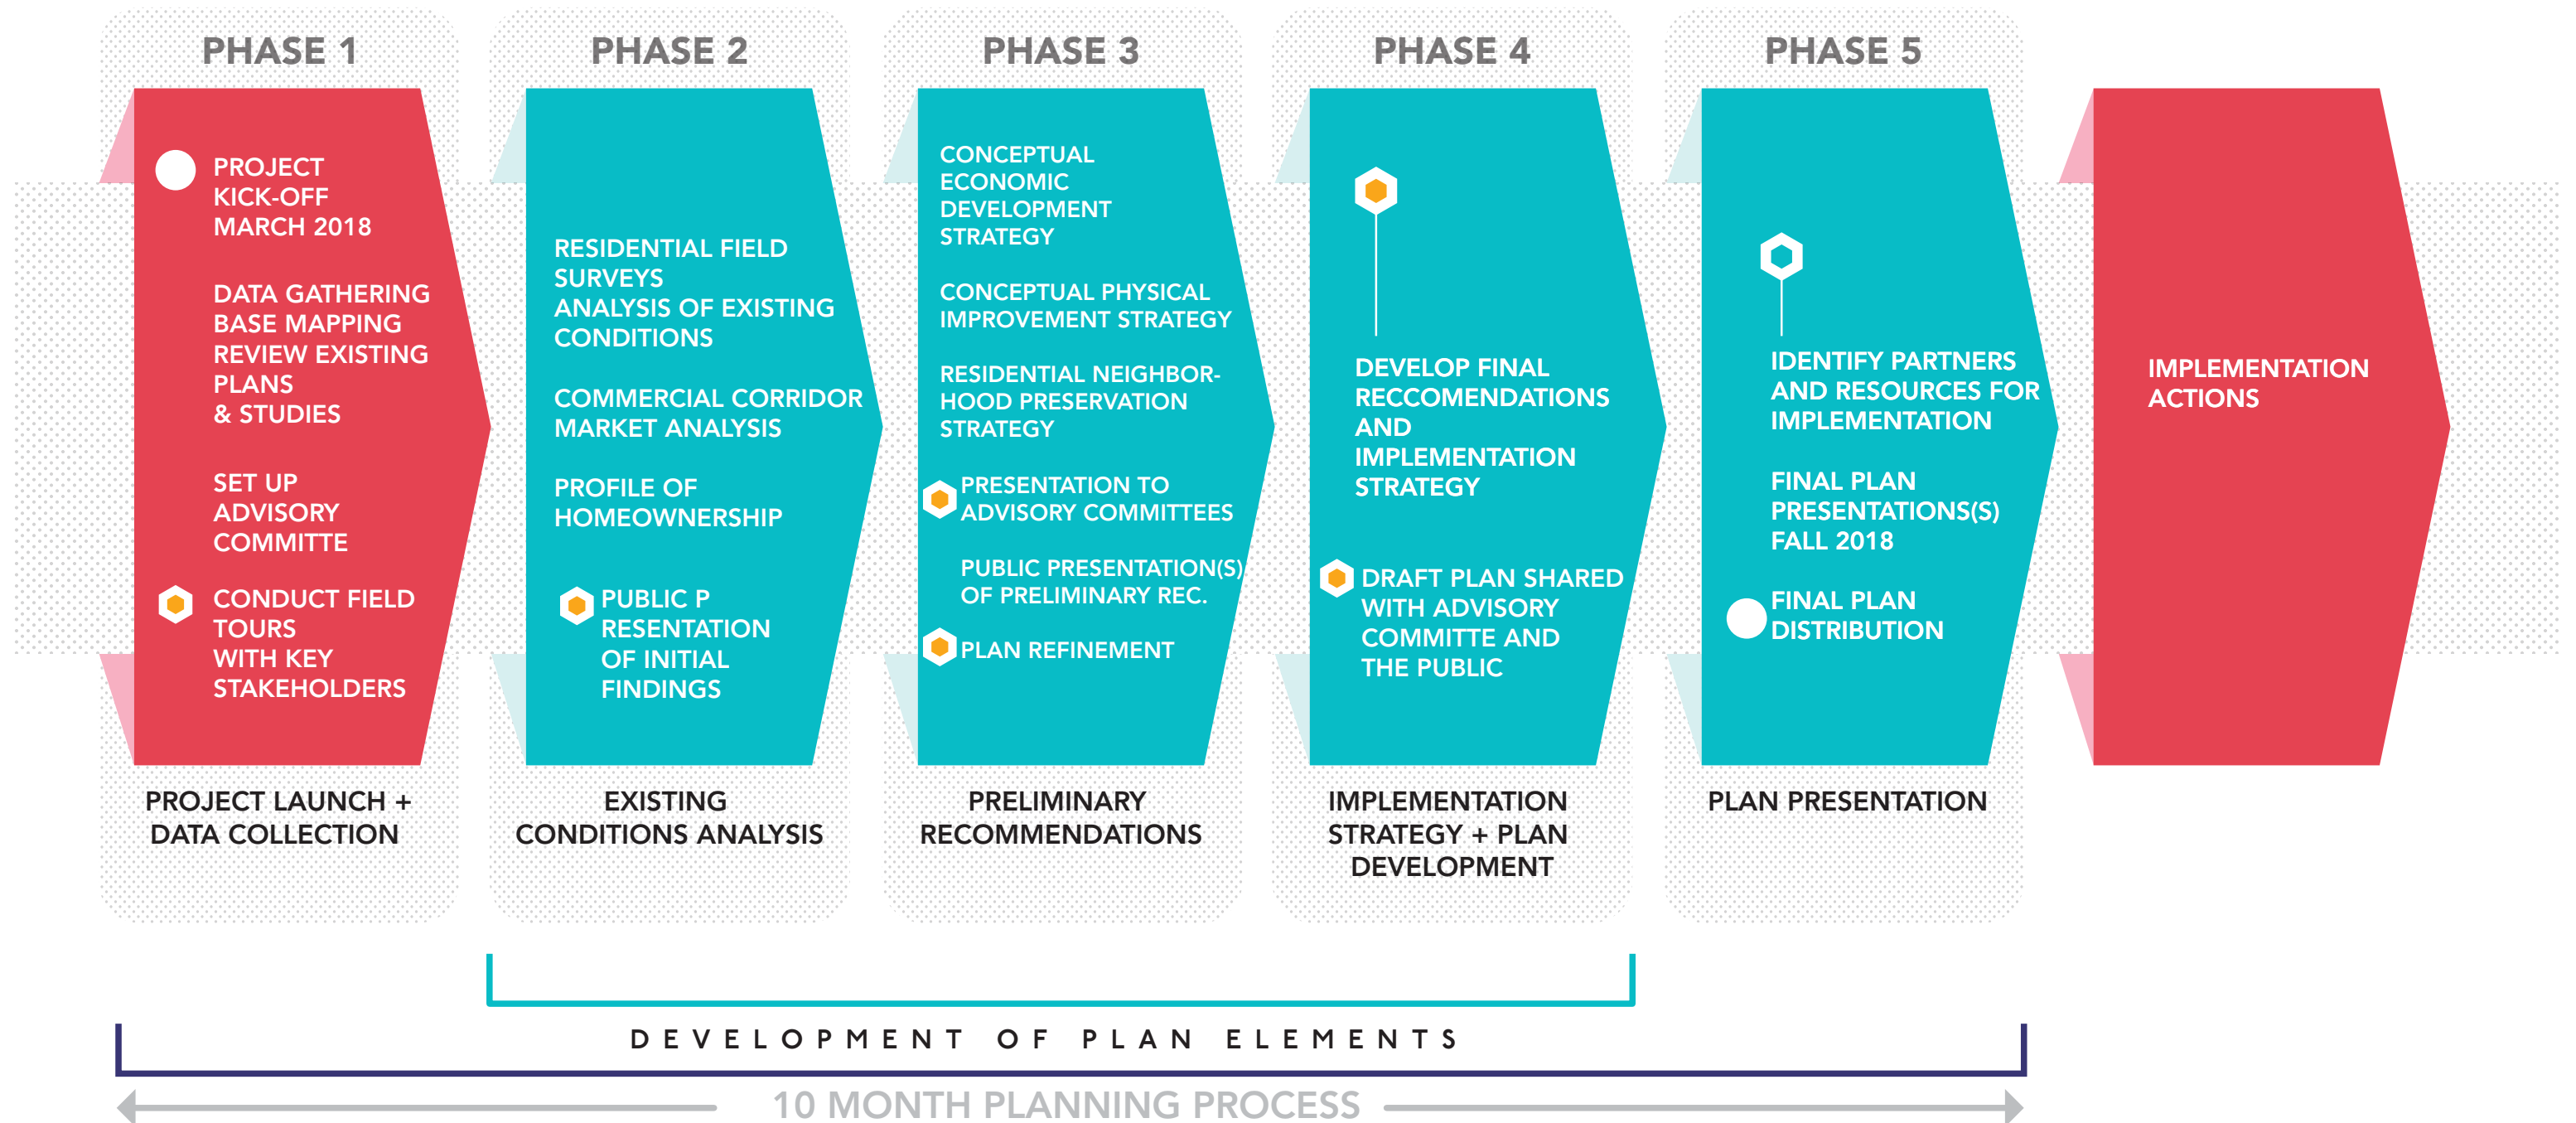 PHASE 1
PROJECT
KICK-OFF
MARCH 2018
DATA GATHERING
BASE MAPPING
REVIEW EXISTING
PLANS
& STUDIES
SET UP
ADVISORY
COMMITTE
CONDUCT FIELD
TOURS
WITH KEY
STAKEHOLDERS
PROJECT LAUNCH +
DATA COLLECTION
PHASE 2
RESIDENTIAL FIELD
SURVEYS
ANALYSIS OF EXISTING
CONDITIONS
COMMERCIAL CORRIDOR
MARKET ANALYSIS
PROFILE OF
HOMEOWNERSHIP
PUBLIC P
RESENTATION
OF INITIAL
FINDINGS
EXISTING
CONDITIONS ANALYSIS
PHASE 3
CONCEPTUAL
ECONOMIC
DEVELOPMENT
STRATEGY
CONCEPTUAL PHYSICAL
IMPROVEMENT STRATEGY
RESIDENTIAL NEIGHBOR-
HOOD PRESERVATION
STRATEGY
PRESENTATION TO
ADVISORY COMMITTEES
PUBLIC PRESENTATION(S)
OF PRELIMINARY REC.
PLAN REFINEMENT
PRELIMINARY
RECOMMENDATIONS
PHASE 4
DEVELOP FINAL
RECCOMENDATIONS
AND
IMPLEMENTATION
STRATEGY
DRAFT PLAN SHARED
WITH ADVISORY
COMMITTE AND
THE PUBLIC
IMPLEMENTATION
STRATEGY + PLAN
DEVELOPMENT
PHASE 5
IDENTIFY PARTNERS
AND RESOURCES FOR
IMPLEMENTATION
FINAL PLAN
PRESENTATIONS(S)
FALL 2018
FINAL PLAN
DISTRIBUTION
PLAN PRESENTATION
IMPLEMENTATION
ACTIONS
DEVELOPMENT OF PLAN ELEMENTS
10 MONTH PLANNING PROCESS